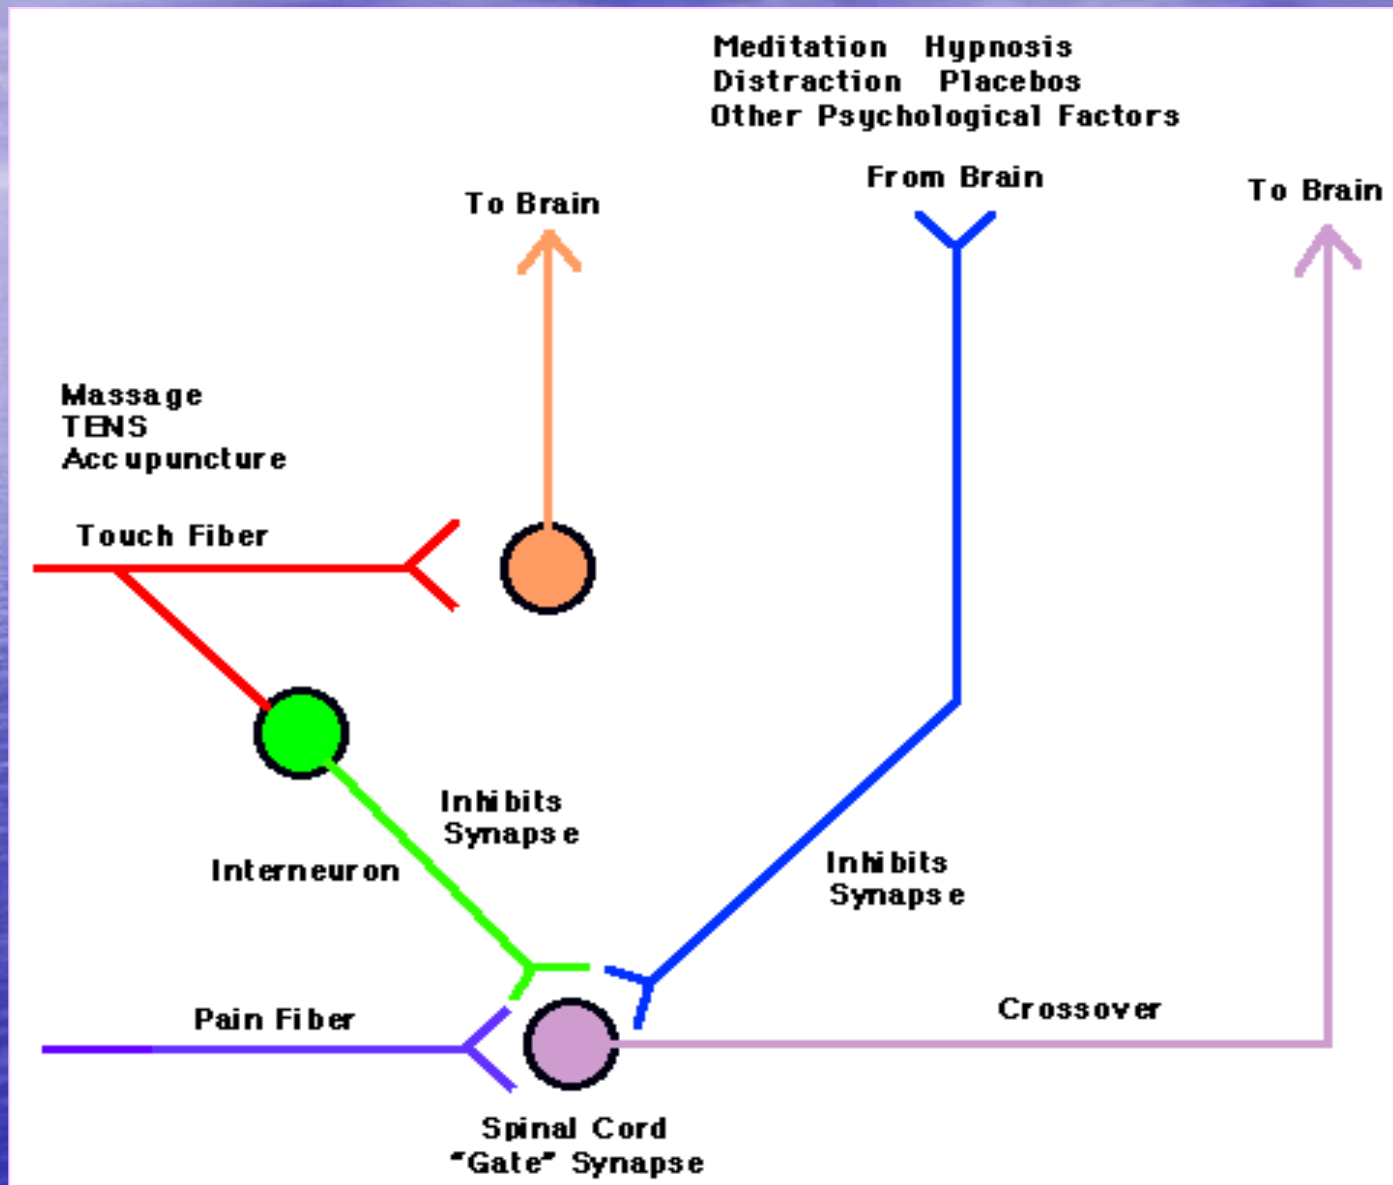 Meditation Hypnosis
Distraction Placebos
Other Psychological Factors
From Brain
To Brain
To Brain
Massage
TENS
Accupuncture
Touch Fiber
Inhibits
Synapse
Interneuron
Inhibits
Synapse
Pain Fiber
Crossover
Spinal Cord
"Gate" Synapse